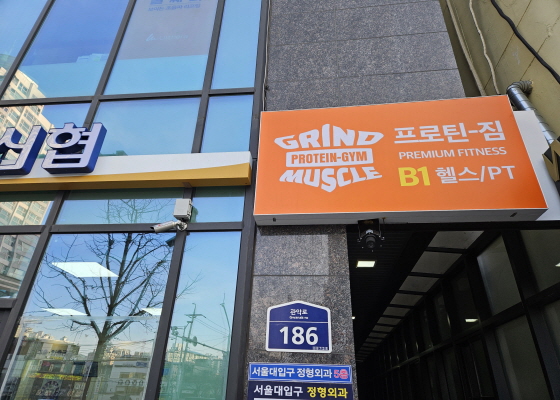 신협
GRIND
PROTEIN-GYM
MUSCLE
프로틴-짐
PREMIUM FITNESS
B1 헬스/PT
관악로
Gwanak-ro
186
서울대입구 정형외과 5층
서울대입구 정형외과